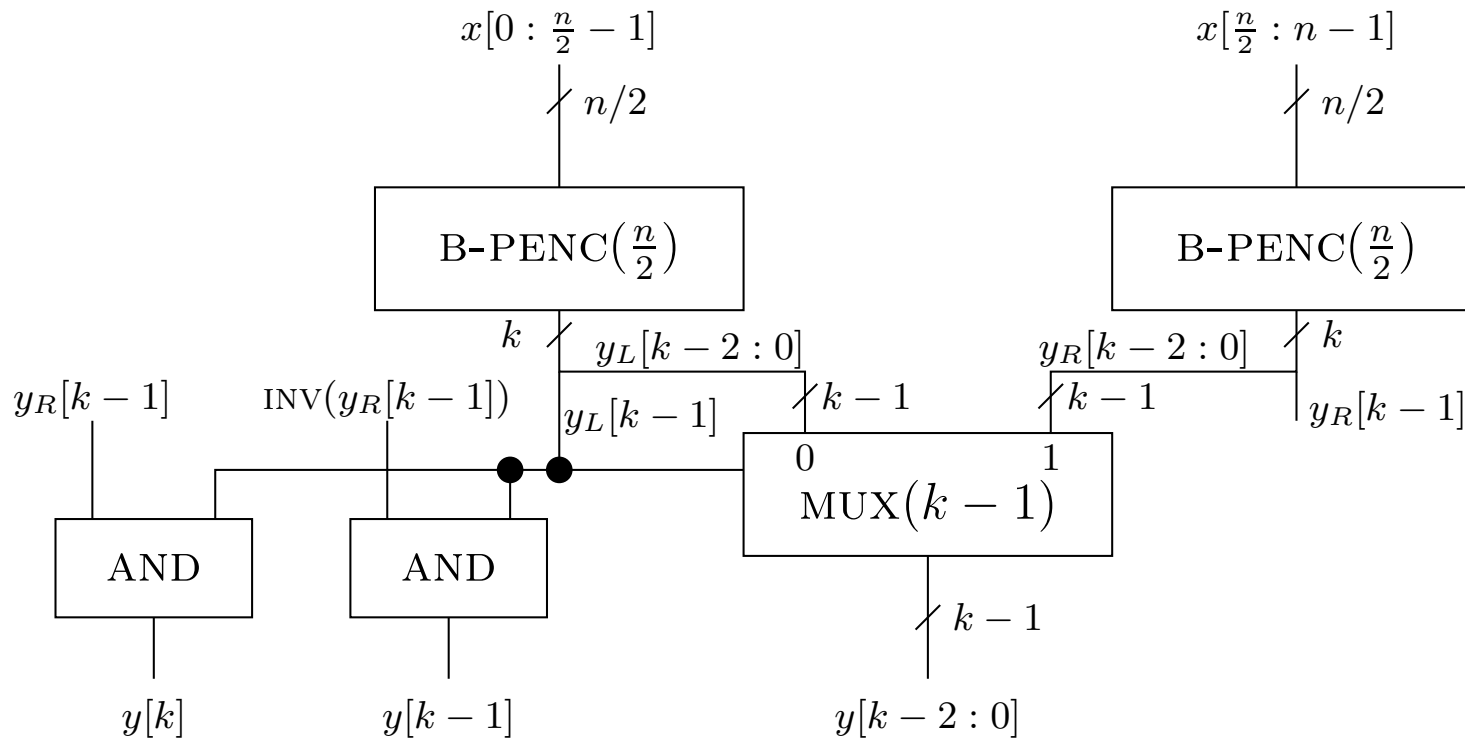 x[0 : n/2 − 1]
x[n/2 : n − 1]
n/2
n/2
B-PENC(n/2)
B-PENC(n/2)
k
k
y_L[k − 2 : 0]
y_R[k − 2 : 0]
y_R[k − 1]
INV(y_R[k − 1])
k − 1
k − 1
y_L[k − 1]
y_R[k − 1]
0
1
MUX(k − 1)
AND
AND
k − 1
y[k]
y[k − 1]
y[k − 2 : 0]